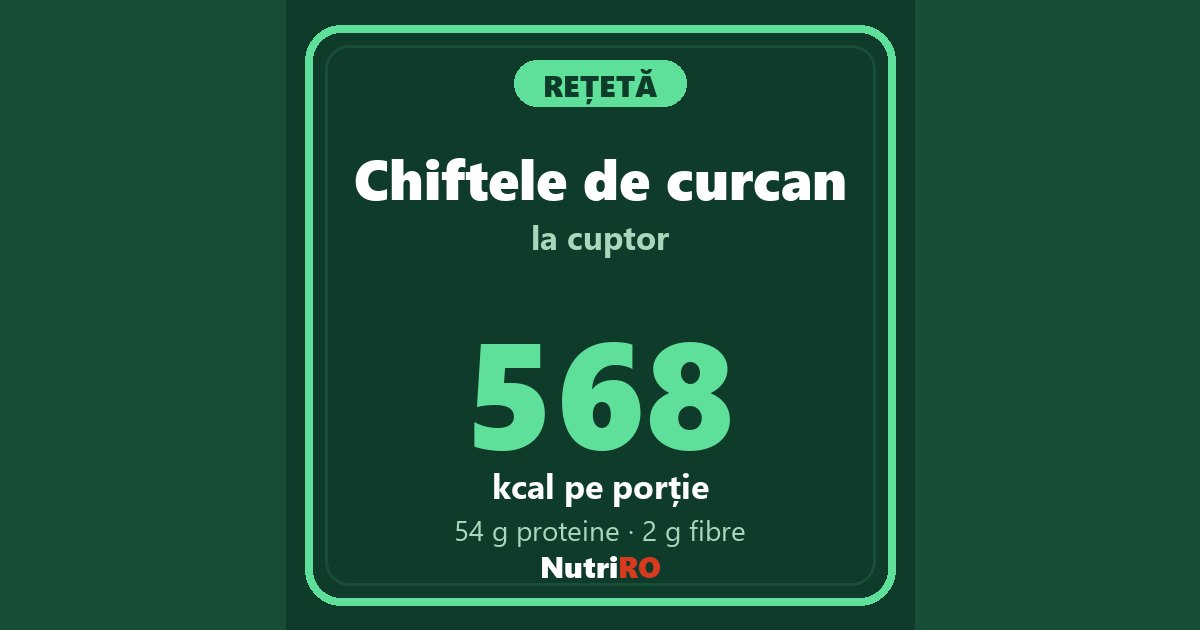 REȚETĂ
Chiftele de curcan
la cuptor
568
kcal pe porție
54 g proteine · 2 g fibre
NutriRO